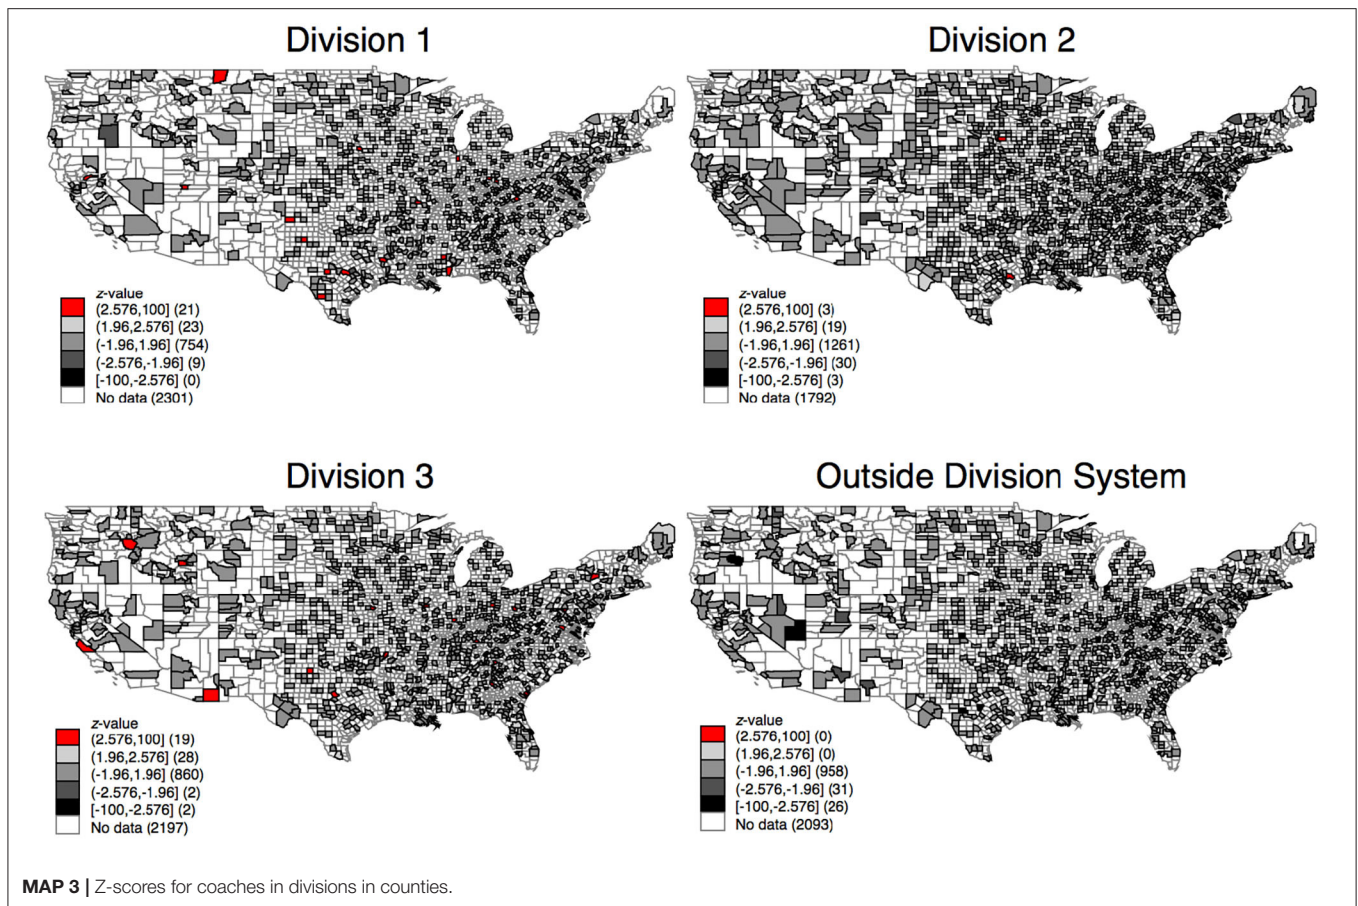 Division 1
z-value
(2.576,100] (21)
(1.96,2.576] (23)
(-1.96,1.96] (754)
(-2.576,-1.96] (9)
[-100,-2.576] (0)
No data (2301)
Division 2
z-value
(2.576,100] (3)
(1.96,2.576] (19)
(-1.96,1.96] (1261)
(-2.576,-1.96] (30)
[-100,-2.576] (3)
No data (1792)
Division 3
z-value
(2.576,100] (19)
(1.96,2.576] (28)
(-1.96,1.96] (860)
(-2.576,-1.96] (2)
[-100,-2.576] (2)
No data (2197)
Outside Division System
z-value
(2.576,100] (0)
(1.96,2.576] (0)
(-1.96,1.96] (958)
(-2.576,-1.96] (31)
[-100,-2.576] (26)
No data (2093)
MAP 3 | Z-scores for coaches in divisions in counties.